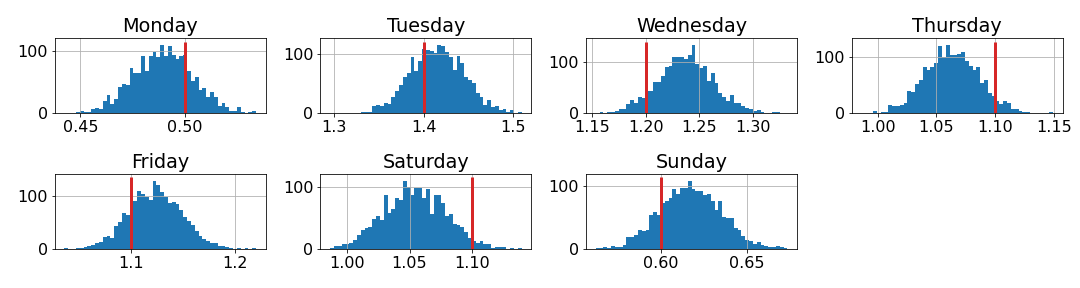 Monday Tuesday Wednesday Thursday
100 100 100 100
0 0 0 0
0.45 0.50 1.3 1.4 1.5 1.15 1.20 1.25 1.30 1.00 1.05 1.10 1.15
Friday Saturday Sunday
100 100 100
0 0 0
1.1 1.2 1.00 1.05 1.10 0.60 0.65